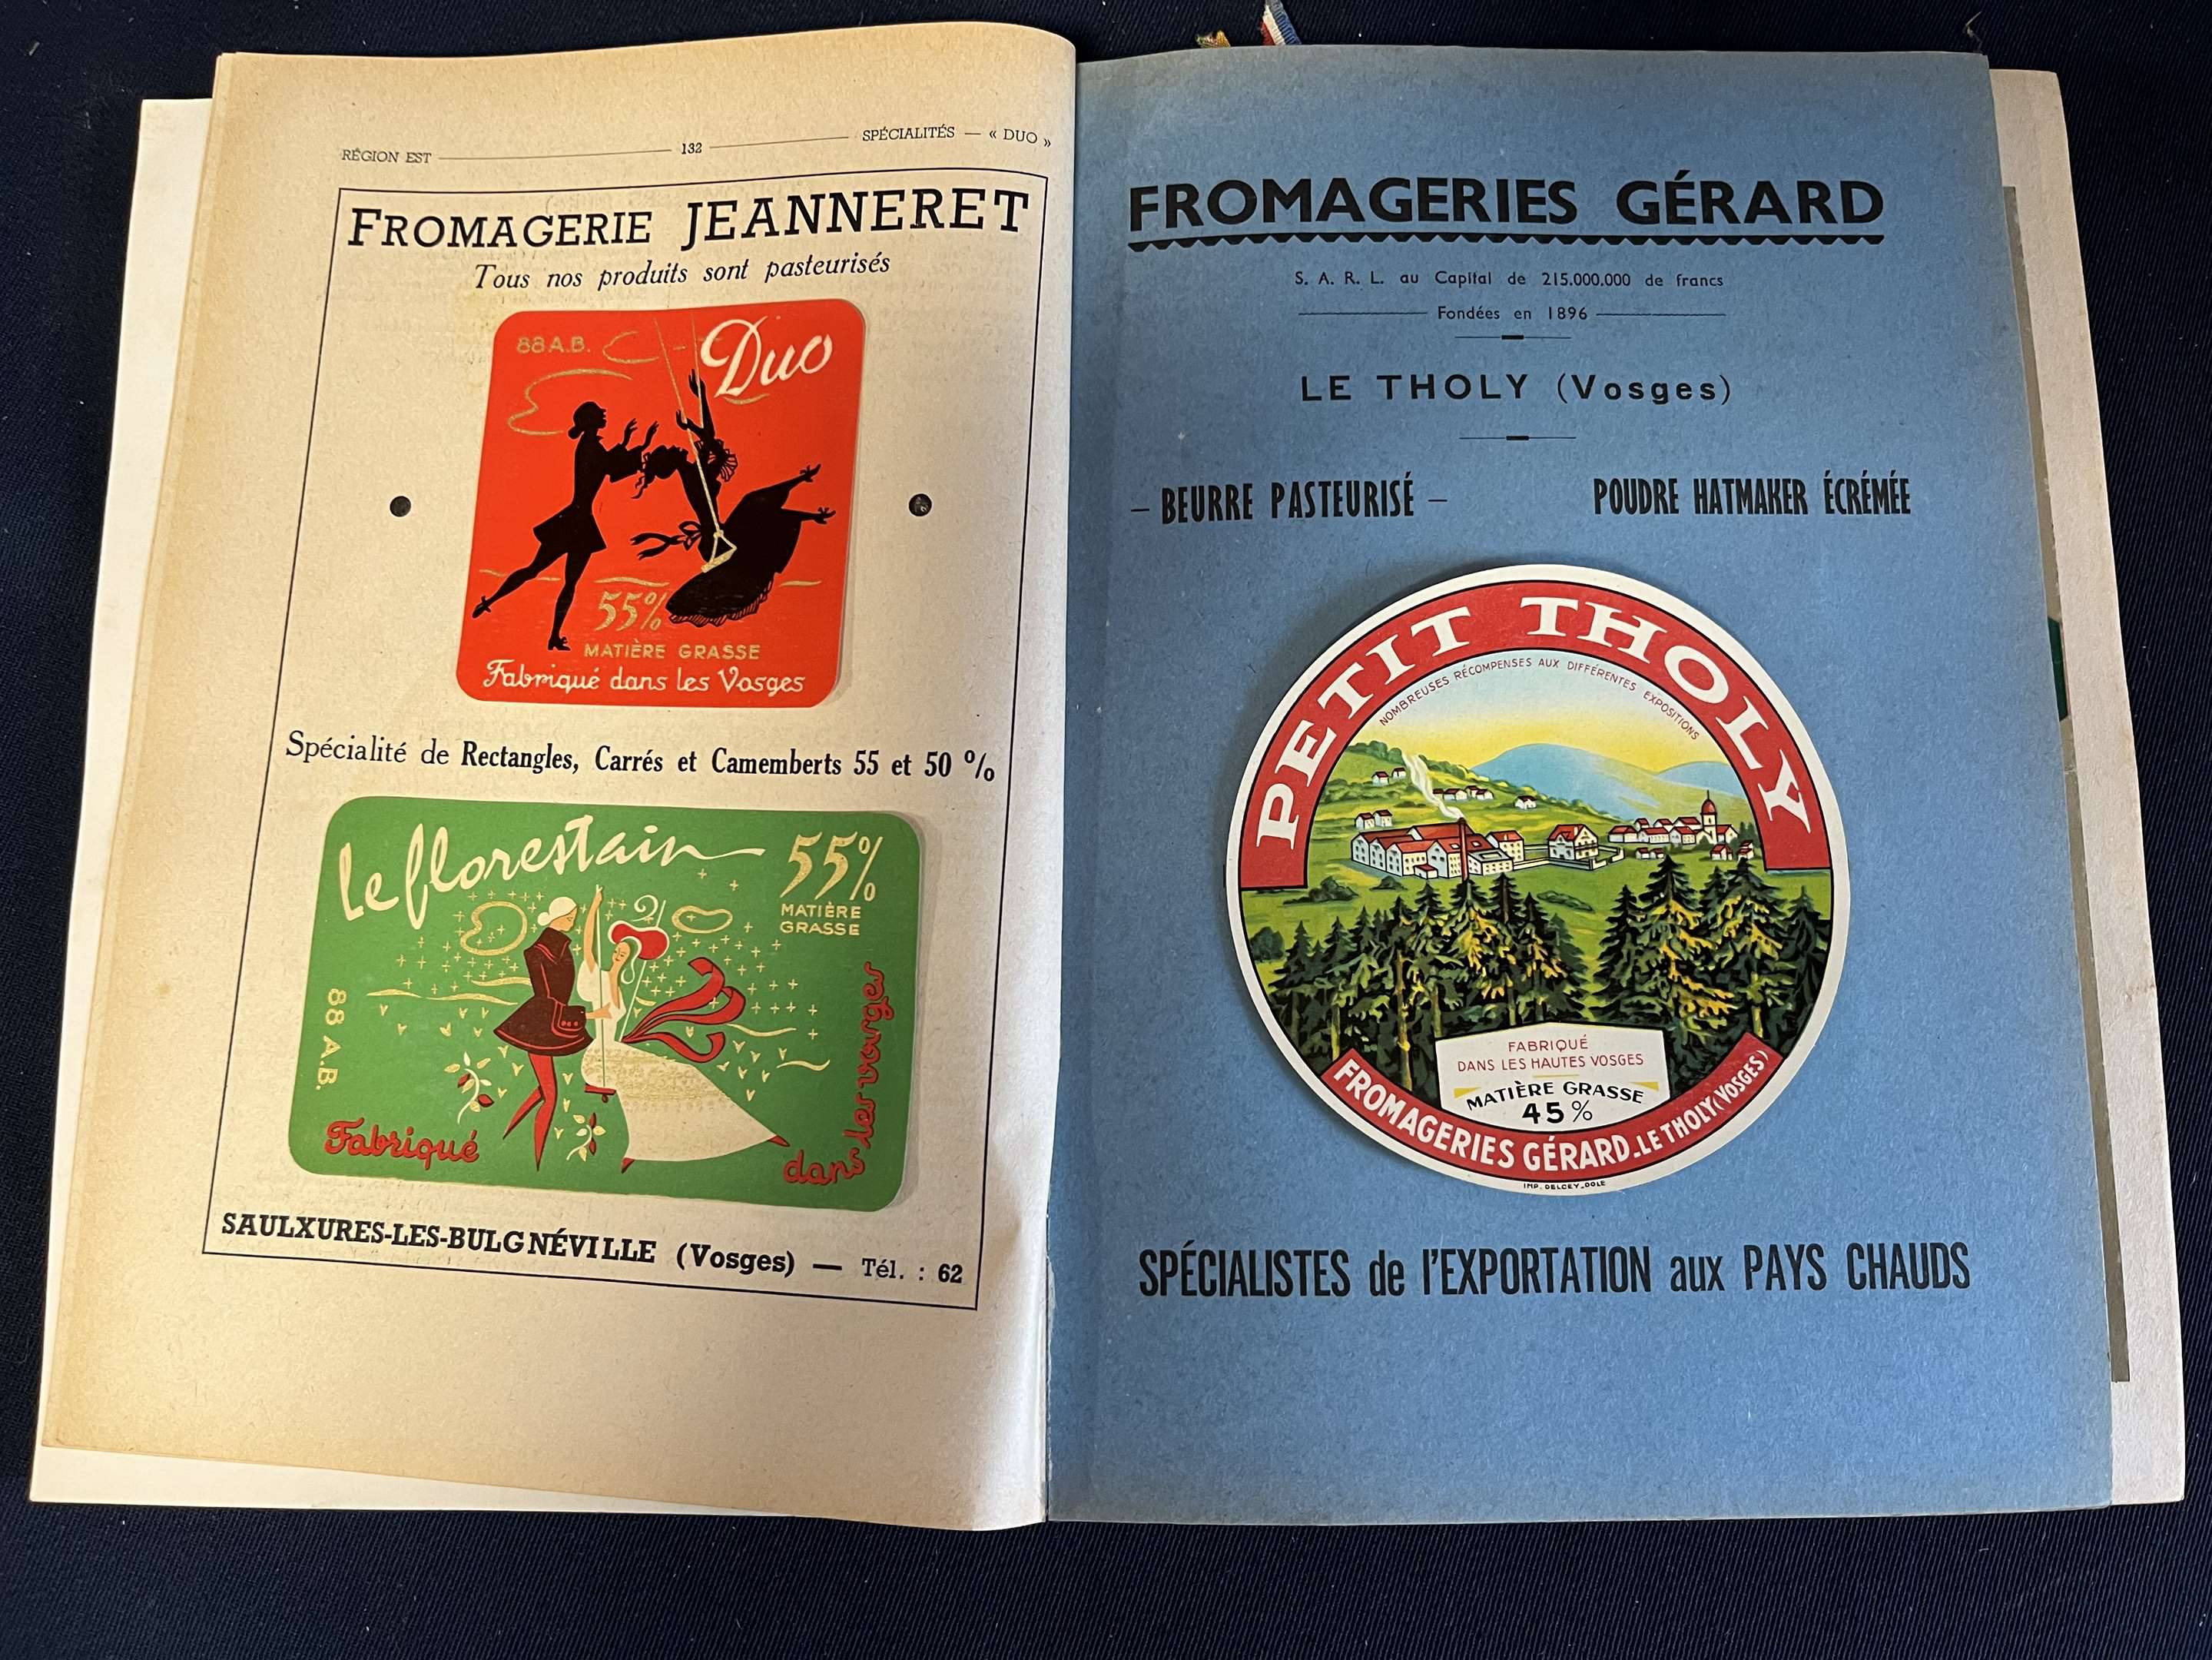 RÉGION EST
132
SPÉCIALITÉS — « DUO »
FROMAGERIE JEANNERET
Tous nos produits sont pasteurisés
88 A.B.
Duo
55%
MATIÈRE GRASSE
Fabriqué dans les Vosges
Spécialité de Rectangles, Carrés et Camemberts 55 et 50 %
Le florestain
55%
MATIÈRE
GRASSE
88 A.B.
Fabriqué
dans les vosges
SAULXURES-LES-BULGNÉVILLE (Vosges) — Tél. : 62
FROMAGERIES GÉRARD
S. A. R. L. au Capital de 215.000.000 de francs
Fondées en 1896
LE THOLY (Vosges)
– BEURRE PASTEURISÉ –
POUDRE HATMAKER ÉCRÉMÉE
PETIT THOLY
NOMBREUSES RÉCOMPENSES AUX DIFFÉRENTES EXPOSITIONS
FABRIQUÉ
DANS LES HAUTES VOSGES
MATIÈRE GRASSE
45%
FROMAGERIES GÉRARD_LE THOLY (VOSGES)
IMP. DELCEY_DOLE
SPÉCIALISTES de l'EXPORTATION aux PAYS CHAUDS